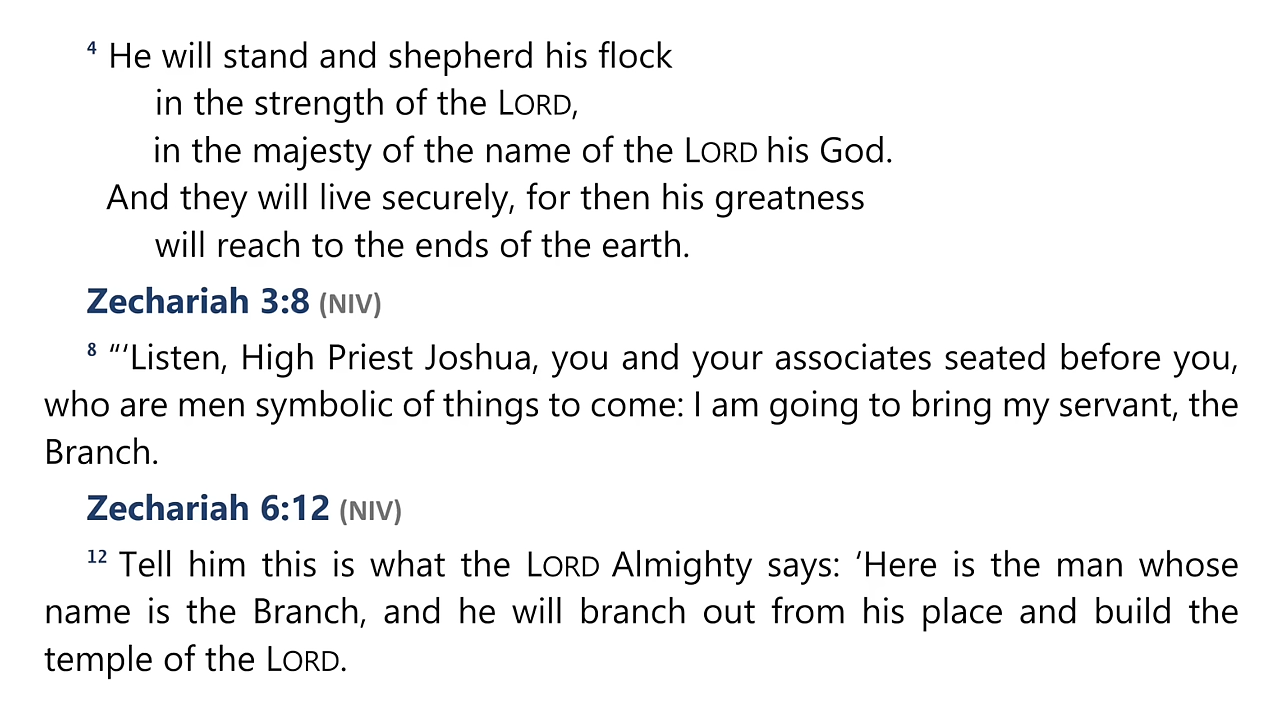 4 He will stand and shepherd his flock
in the strength of the LORD,
in the majesty of the name of the LORD his God.
And they will live securely, for then his greatness
will reach to the ends of the earth.
Zechariah 3:8 (NIV)
8 “‘Listen, High Priest Joshua, you and your associates seated before you,
who are men symbolic of things to come: I am going to bring my servant, the
Branch.
Zechariah 6:12 (NIV)
12 Tell him this is what the LORD Almighty says: ‘Here is the man whose
name is the Branch, and he will branch out from his place and build the
temple of the LORD.